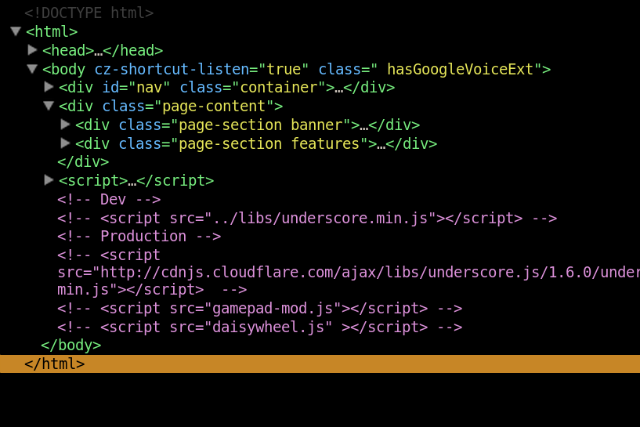 <!DOCTYPE html>
<html>
<head>…</head>
<body cz-shortcut-listen="true" class=" hasGoogleVoiceExt">
<div id="nav" class="container">…</div>
<div class="page-content">
<div class="page-section banner">…</div>
<div class="page-section features">…</div>
</div>
<script>…</script>
<!-- Dev -->
<!-- <script src="../libs/underscore.min.js"></script> -->
<!-- Production -->
<!-- <script
src="http://cdnjs.cloudflare.com/ajax/libs/underscore.js/1.6.0/under
min.js"></script>  -->
<!-- <script src="gamepad-mod.js"></script> -->
<!-- <script src="daisywheel.js" ></script> -->
</body>
</html>